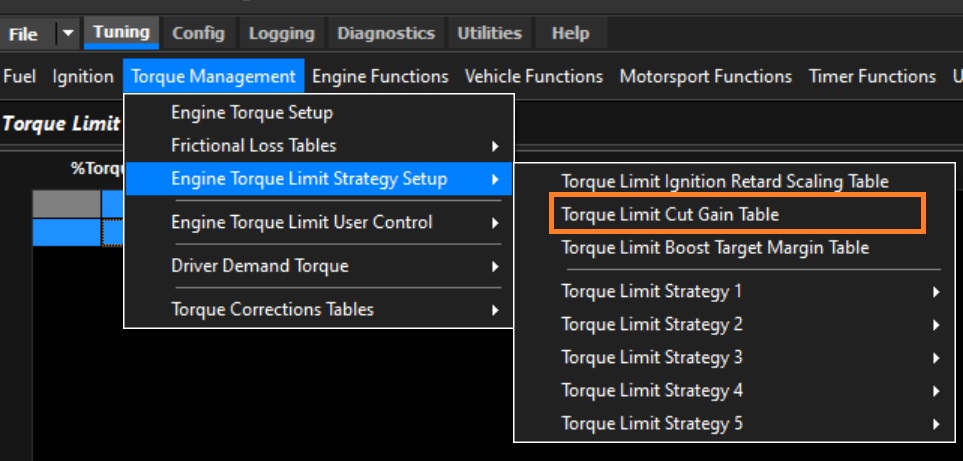 File Tuning Config Logging Diagnostics Utilities Help
Fuel Ignition Torque Management Engine Functions Vehicle Functions Motorsport Functions Timer Functions
Torque Limit
%Torqu
Engine Torque Setup
Frictional Loss Tables
Engine Torque Limit Strategy Setup
Engine Torque Limit User Control
Driver Demand Torque
Torque Corrections Tables
Torque Limit Ignition Retard Scaling Table
Torque Limit Cut Gain Table
Torque Limit Boost Target Margin Table
Torque Limit Strategy 1
Torque Limit Strategy 2
Torque Limit Strategy 3
Torque Limit Strategy 4
Torque Limit Strategy 5